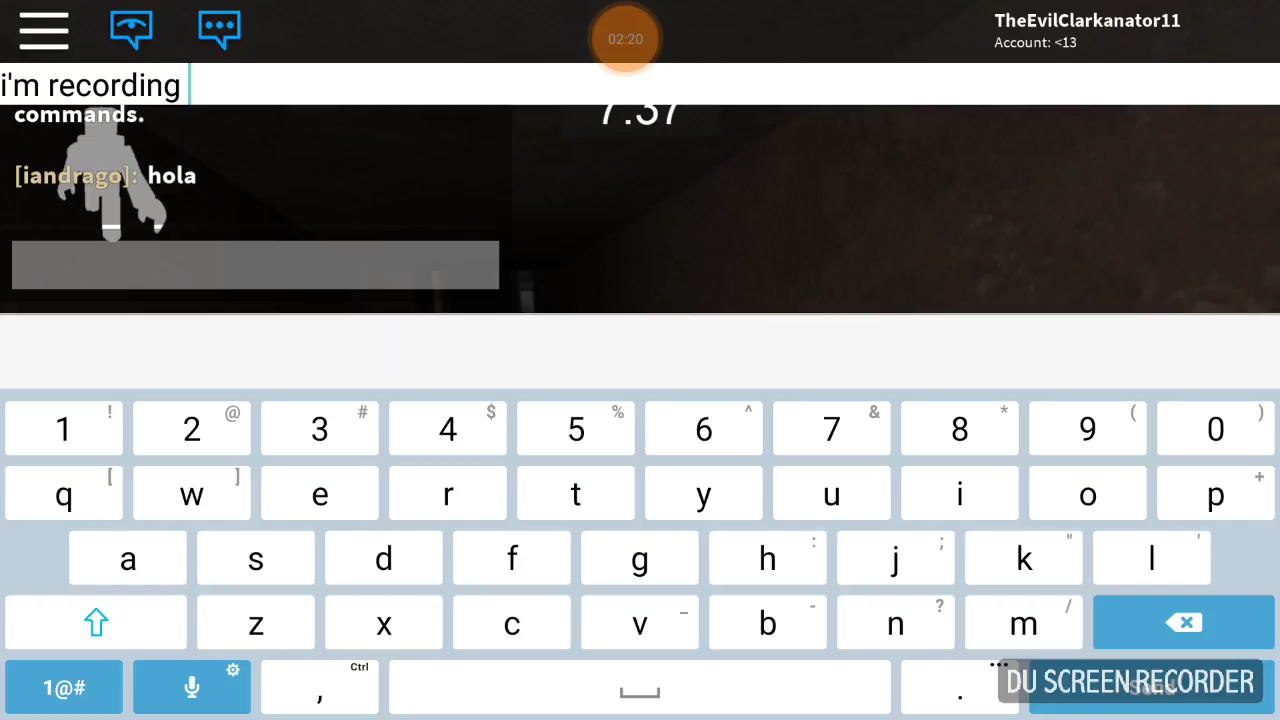 02:20
TheEvilClarkanator11
Account: <13
i'm recording
7:37
commands.
[iandrago]: hola
! @ # $ % ^ & * ( )
1 2 3 4 5 6 7 8 9 0
[ ] +
q w e r t y u i o p
: ; " '
a s d f g h j k l
_ - ? /
z x c v b n m
Ctrl ...
1@# , . Send
DU SCREEN RECORDER